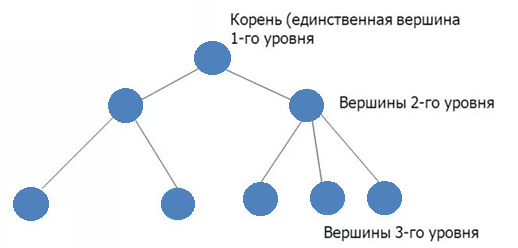 Корень (единственная вершина
1-го уровня
Вершины 2-го уровня
Вершины 3-го уровня